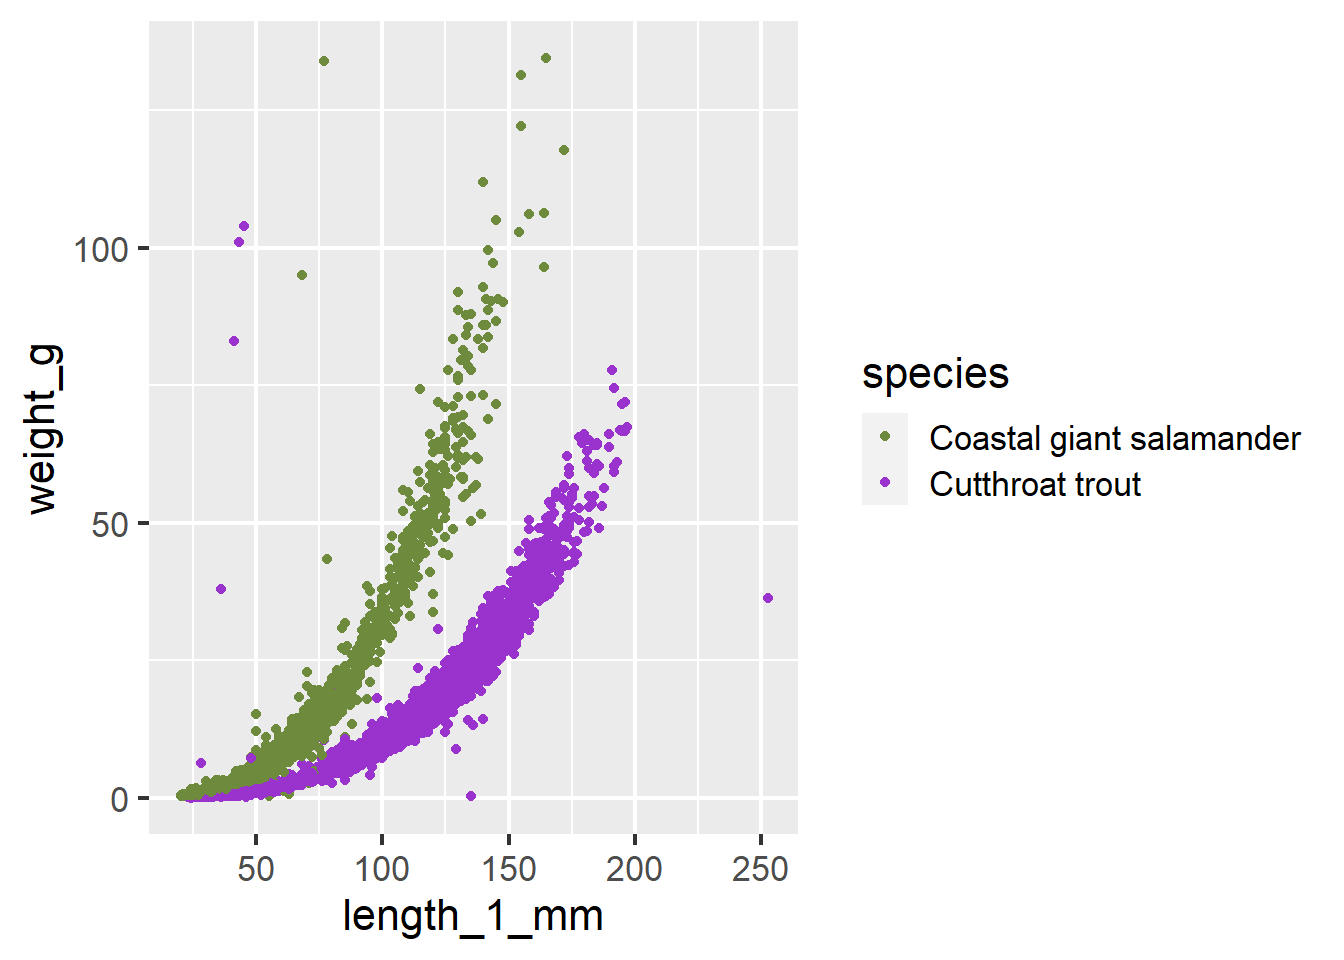 weight_g
100
50
0
50 100 150 200 250
length_1_mm
species
Coastal giant salamander
Cutthroat trout